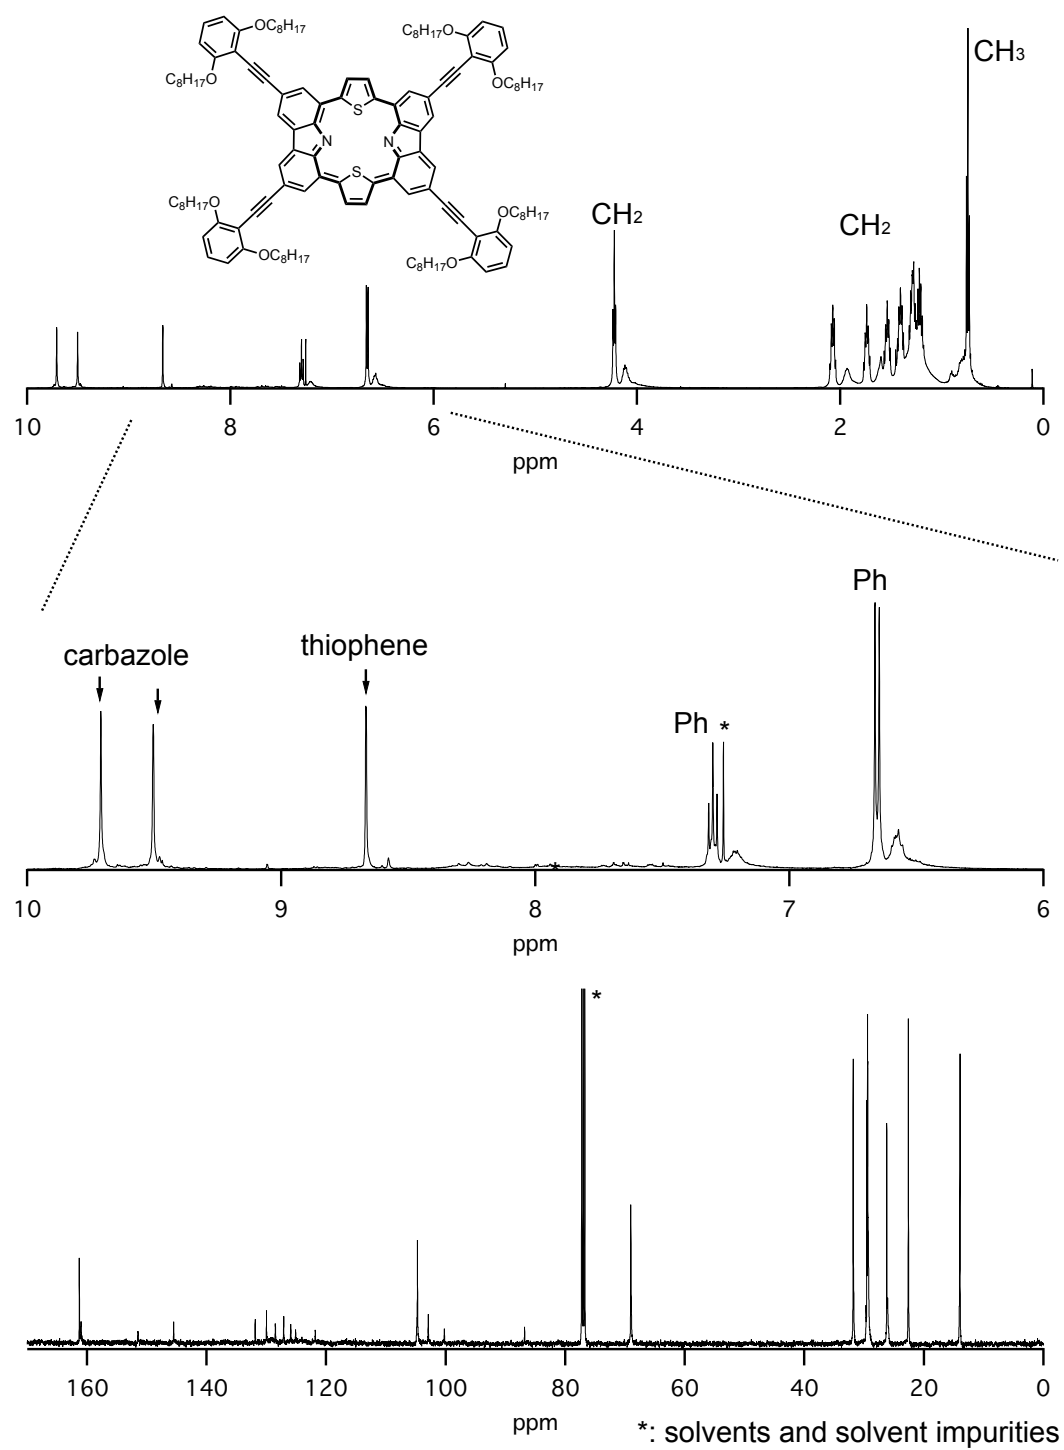 OC8H17
C8H17O
C8H17O
OC8H17
S
N
N
S
C8H17O
OC8H17
OC8H17
C8H17O
CH3
CH2
CH2
10 8 6 4 2 0
ppm
Ph
carbazole
thiophene
Ph *
*
10 9 8 7 6
ppm
*
160 140 120 100 80 60 40 20 0
ppm
*: solvents and solvent impurities